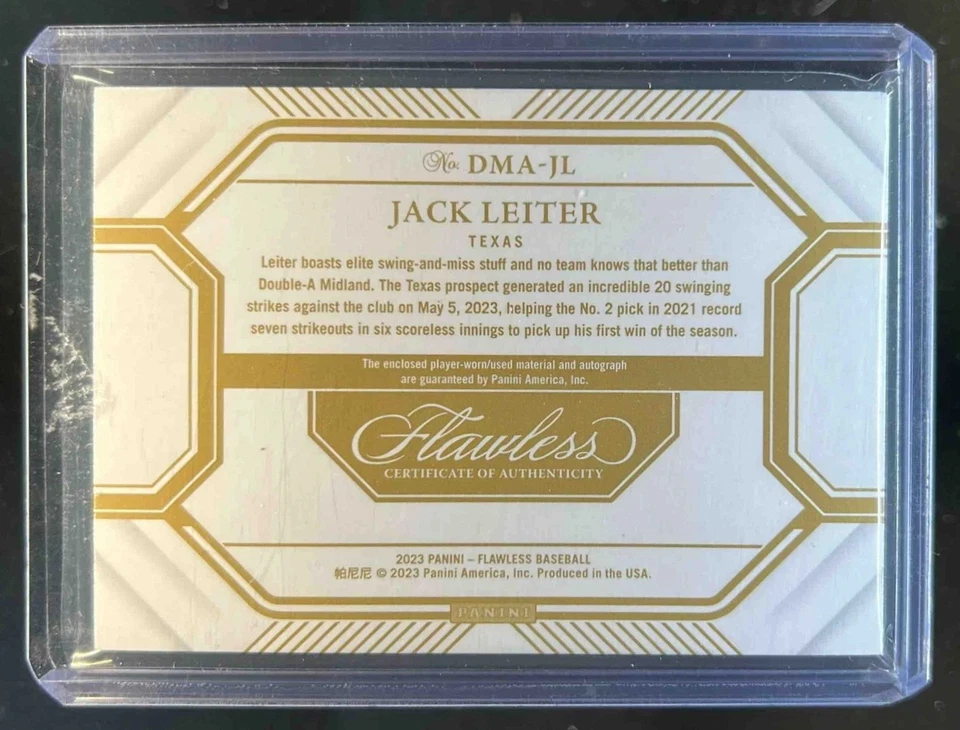 No. DMA-JL
JACK LEITER
TEXAS
Leiter boasts elite swing-and-miss stuff and no team knows that better than
Double-A Midland. The Texas prospect generated an incredible 20 swinging
strikes against the club on May 5, 2023, helping the No. 2 pick in 2021 record
seven strikeouts in six scoreless innings to pick up his first win of the season.
The enclosed player-worn/used material and autograph
are guaranteed by Panini America, Inc.
Flawless
CERTIFICATE OF AUTHENTICITY
2023 PANINI – FLAWLESS BASEBALL
帕尼尼 © 2023 Panini America, Inc. Produced in the USA.
PANINI